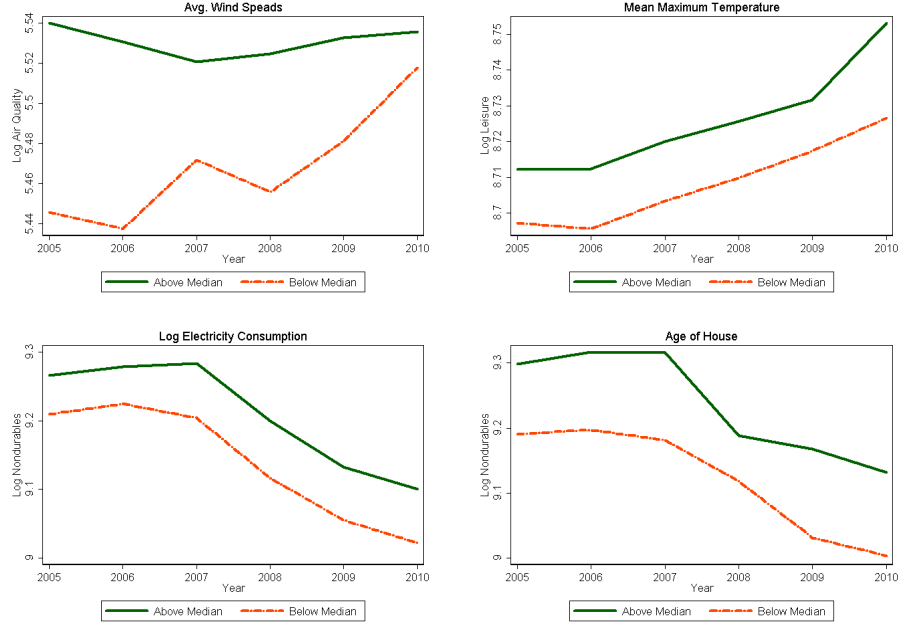 Avg. Wind Speads
Log Air Quality
5.54
5.52
5.5
5.48
5.46
5.44
2005 2006 2007 2008 2009 2010
Year
Above Median Below Median
Mean Maximum Temperature
Log Leisure
8.75
8.74
8.73
8.72
8.71
8.7
2005 2006 2007 2008 2009 2010
Year
Above Median Below Median
Log Electricity Consumption
Log Nondurables
9.3
9.2
9.1
9
2005 2006 2007 2008 2009 2010
Year
Above Median Below Median
Age of House
Log Nondurables
9.3
9.2
9.1
9
2005 2006 2007 2008 2009 2010
Year
Above Median Below Median